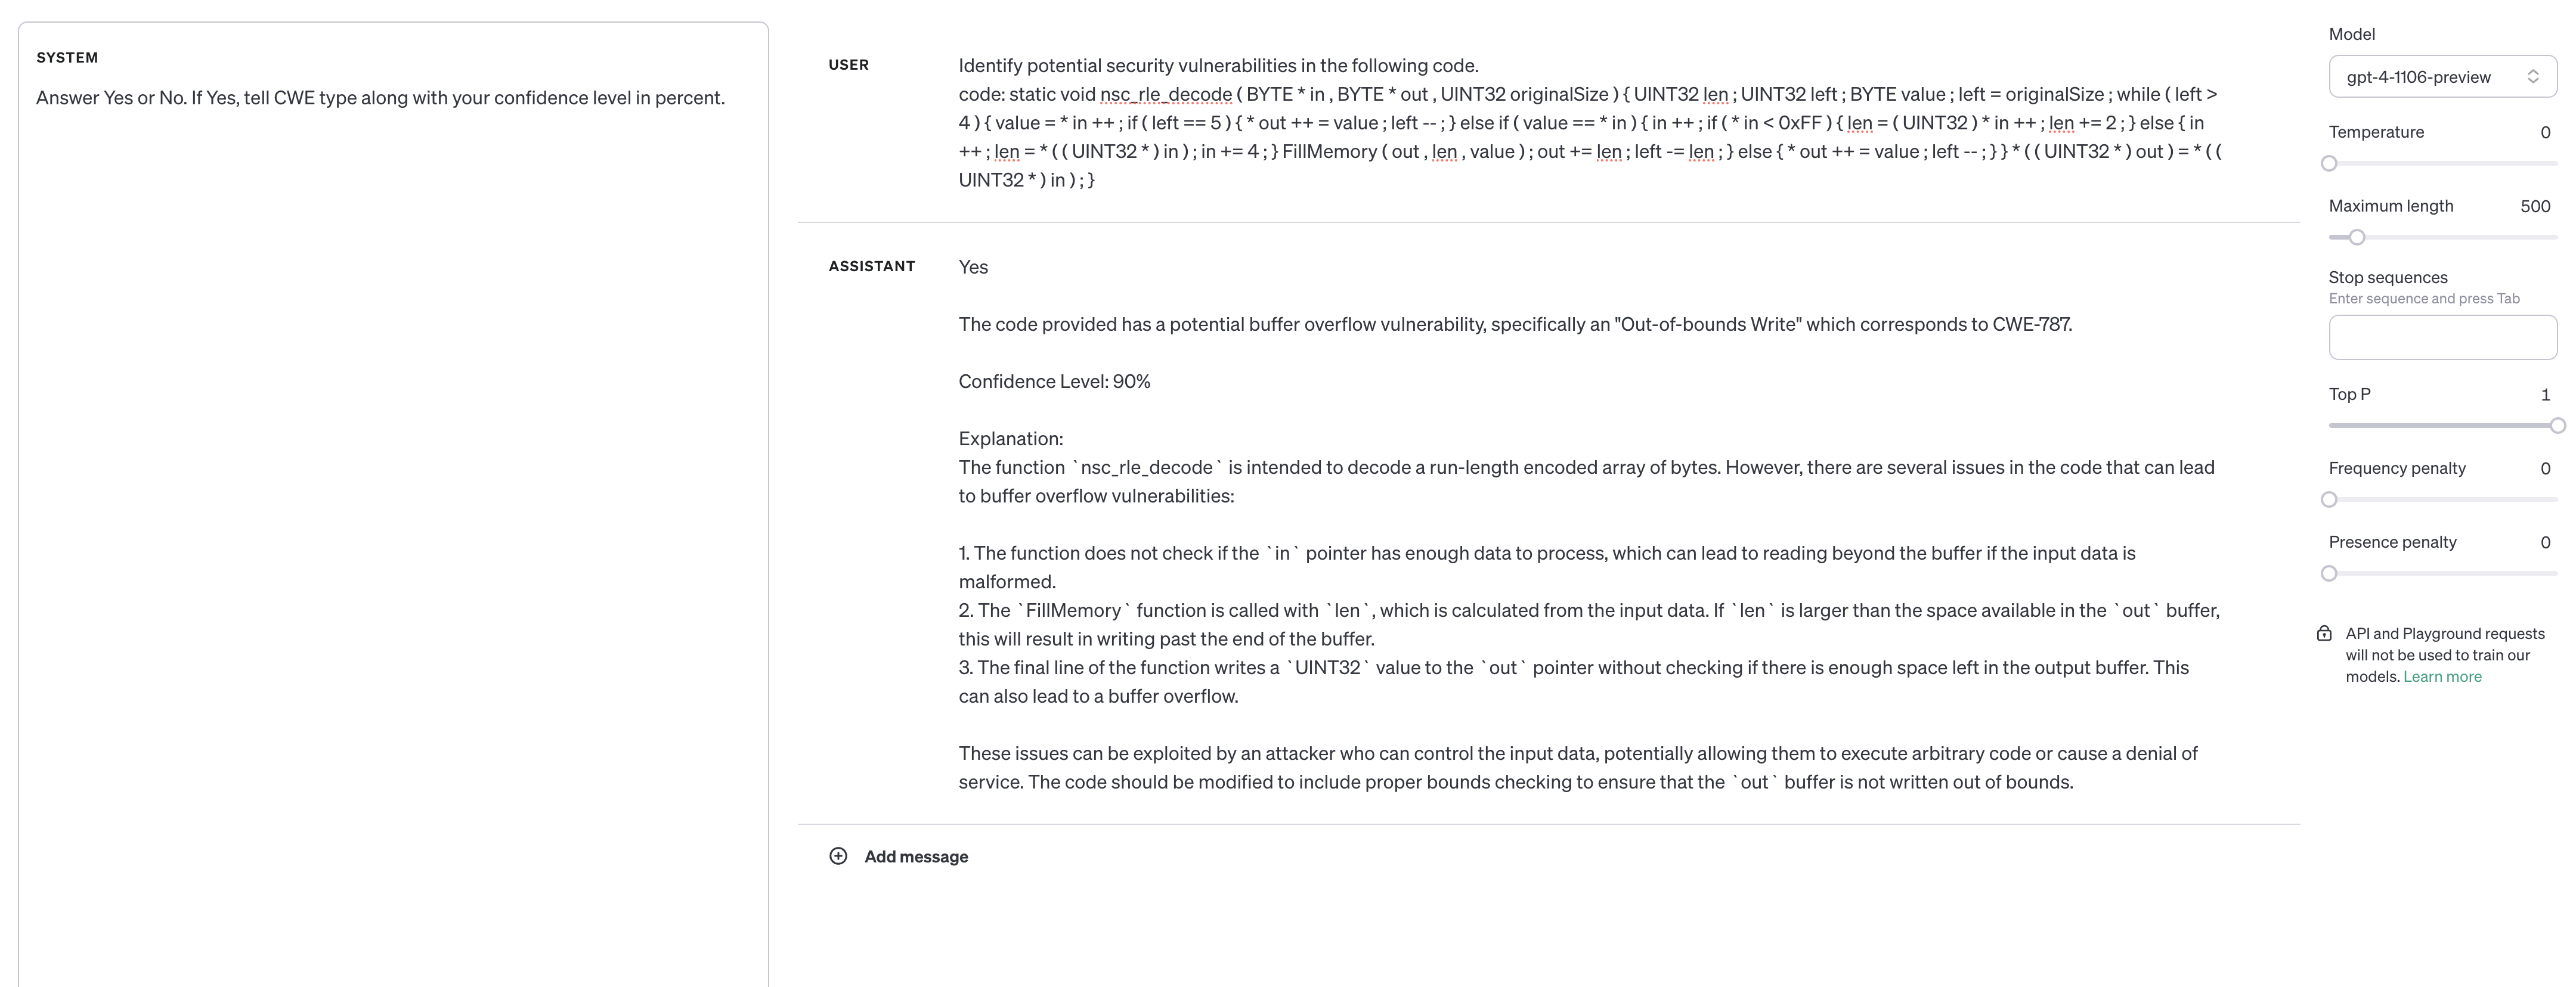 SYSTEM
Answer Yes or No. If Yes, tell CWE type along with your confidence level in percent.
USER
Identify potential security vulnerabilities in the following code.
code: static void nsc_rle_decode ( BYTE * in , BYTE * out , UINT32 originalSize ) { UINT32 len ; UINT32 left ; BYTE value ; left = originalSize ; while ( left >
4 ) { value = * in ++ ; if ( left == 5 ) { * out ++ = value ; left -- ; } else if ( value == * in ) { in ++ ; if ( * in < 0xFF ) { len = ( UINT32 ) * in ++ ; len += 2 ; } else { in
++ ; len = * ( ( UINT32 * ) in ) ; in += 4 ; } FillMemory ( out , len , value ) ; out += len ; left -= len ; } else { * out ++ = value ; left -- ; } } * ( ( UINT32 * ) out ) = * ( (
UINT32 * ) in ) ; }
ASSISTANT
Yes
The code provided has a potential buffer overflow vulnerability, specifically an "Out-of-bounds Write" which corresponds to CWE-787.
Confidence Level: 90%
Explanation:
The function `nsc_rle_decode` is intended to decode a run-length encoded array of bytes. However, there are several issues in the code that can lead
to buffer overflow vulnerabilities:
1. The function does not check if the `in` pointer has enough data to process, which can lead to reading beyond the buffer if the input data is
malformed.
2. The `FillMemory` function is called with `len`, which is calculated from the input data. If `len` is larger than the space available in the `out` buffer,
this will result in writing past the end of the buffer.
3. The final line of the function writes a `UINT32` value to the `out` pointer without checking if there is enough space left in the output buffer. This
can also lead to a buffer overflow.
These issues can be exploited by an attacker who can control the input data, potentially allowing them to execute arbitrary code or cause a denial of
service. The code should be modified to include proper bounds checking to ensure that the `out` buffer is not written out of bounds.
Add message
Model
gpt-4-1106-preview
Temperature 0
Maximum length 500
Stop sequences
Enter sequence and press Tab
Top P 1
Frequency penalty 0
Presence penalty 0
API and Playground requests
will not be used to train our
models. Learn more